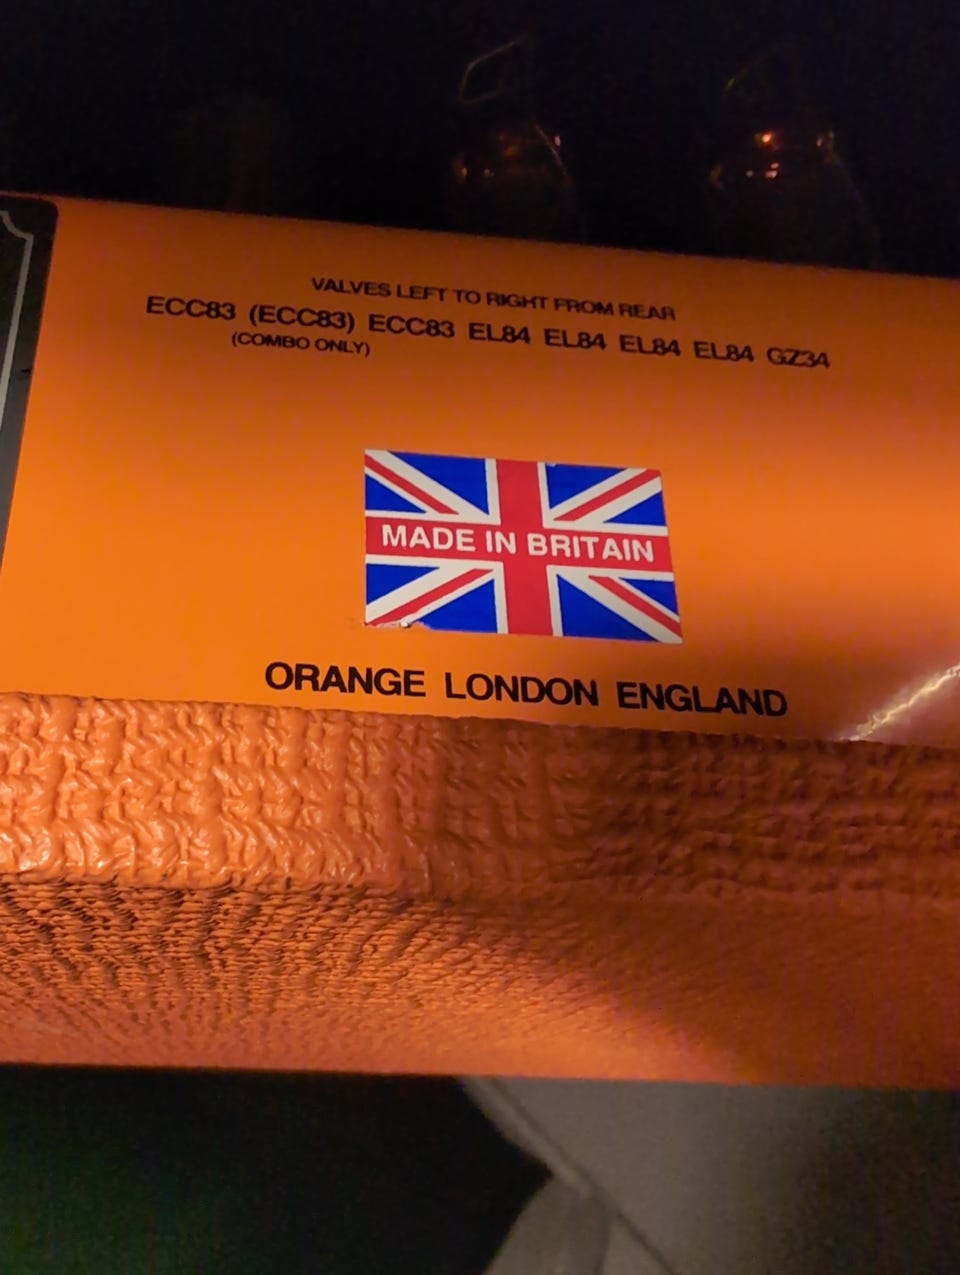 VALVES LEFT TO RIGHT FROM REAR
ECC83 (ECC83) ECC83 EL84 EL84 EL84 EL84 GZ34
(COMBO ONLY)
MADE IN BRITAIN
ORANGE LONDON ENGLAND